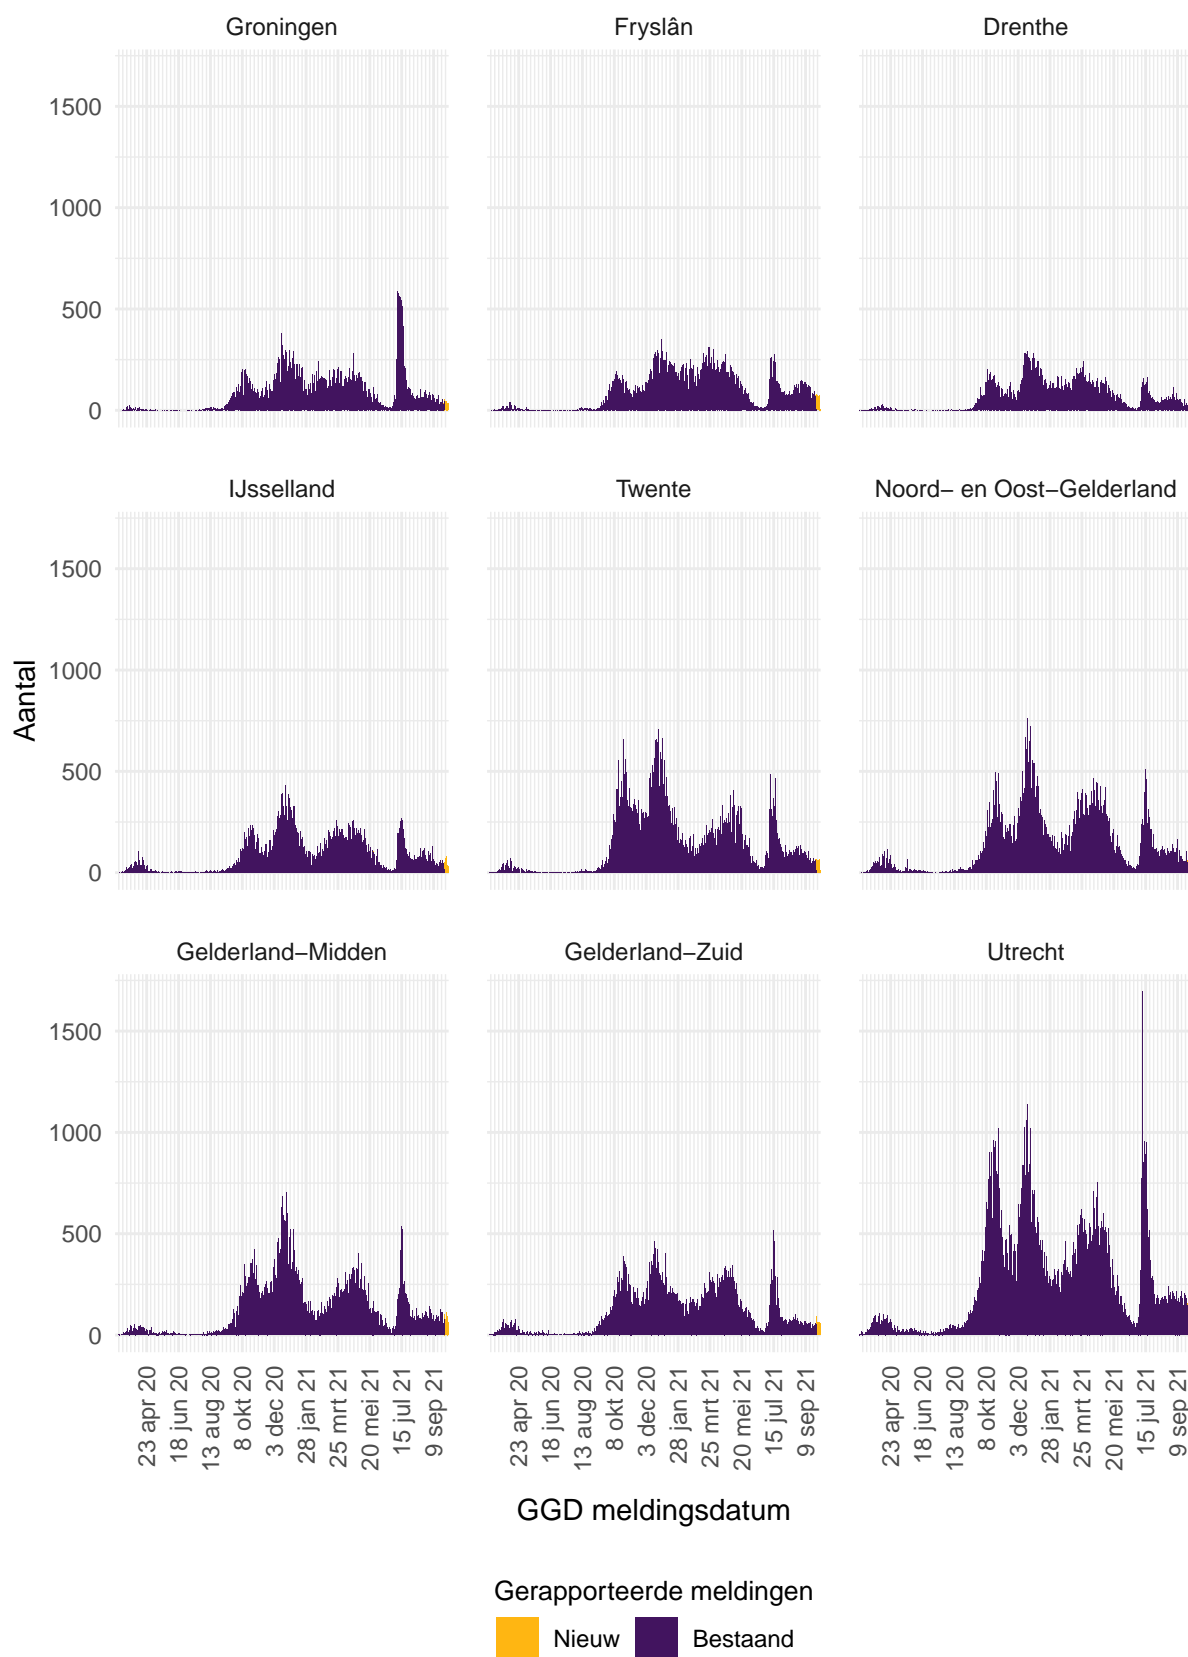 Groningen Fryslân Drenthe
1500
1000
500
0
IJsselland Twente Noord− en Oost−Gelderland
1500
1000
500
0
Aantal
Gelderland−Midden Gelderland−Zuid Utrecht
1500
1000
500
0
23 apr 20 18 jun 20 13 aug 20 8 okt 20 3 dec 20 28 jan 21 25 mrt 21 20 mei 21 15 jul 21 9 sep 21 23 apr 20 18 jun 20 13 aug 20 8 okt 20 3 dec 20 28 jan 21 25 mrt 21 20 mei 21 15 jul 21 9 sep 21 23 apr 20 18 jun 20 13 aug 20 8 okt 20 3 dec 20 28 jan 21 25 mrt 21 20 mei 21 15 jul 21 9 sep 21
GGD meldingsdatum
Gerapporteerde meldingen
Nieuw Bestaand